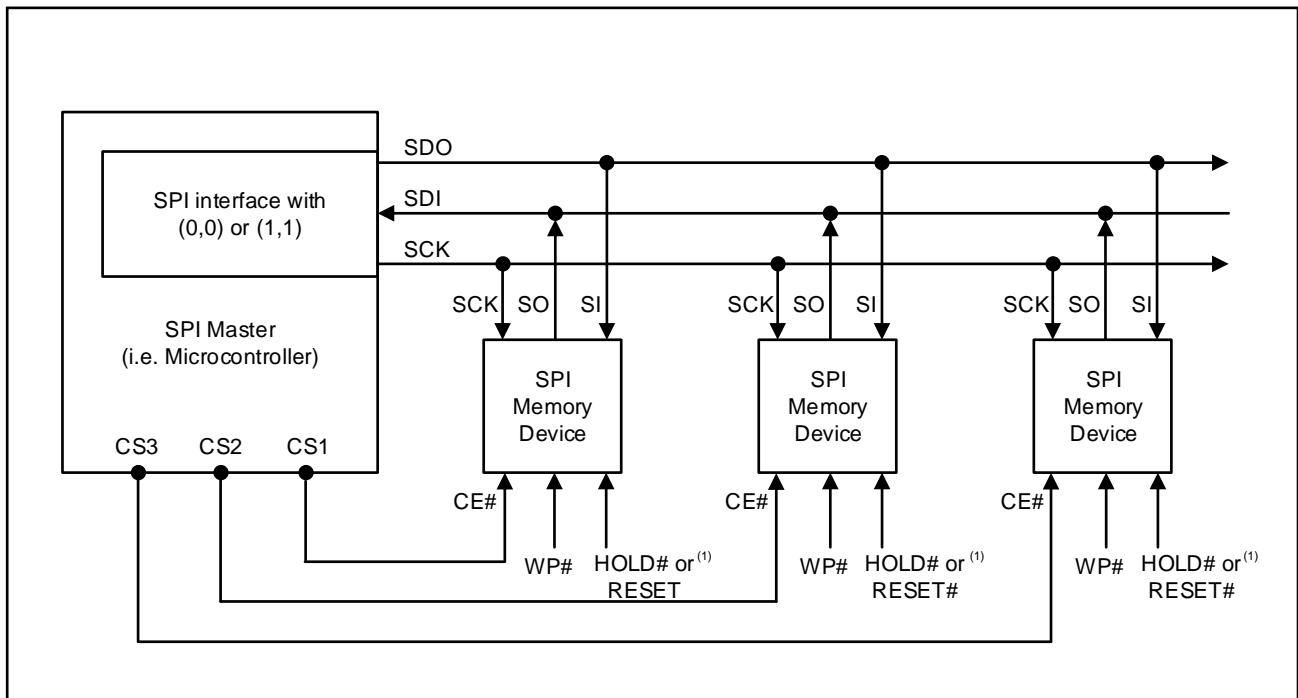 SDO
SPI interface with
(0,0) or (1,1)
SDI
SCK
SPI Master
(i.e. Microcontroller)
SCK SO SI
SCK SO SI
SCK SO SI
SPI
Memory
Device
SPI
Memory
Device
SPI
Memory
Device
CS3 CS2 CS1
CE#
WP#
HOLD# or (1)
RESET
CE#
WP#
HOLD# or (1)
RESET#
CE#
WP#
HOLD# or (1)
RESET#